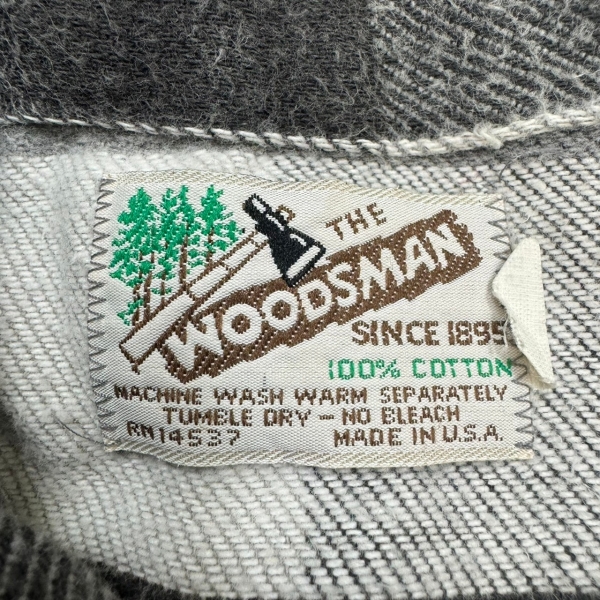 THE
WOODSMAN
SINCE 1895
100% COTTON
MACHINE WASH WARM SEPARATELY
TUMBLE DRY - NO BLEACH
RN14537 MADE IN U.S.A.